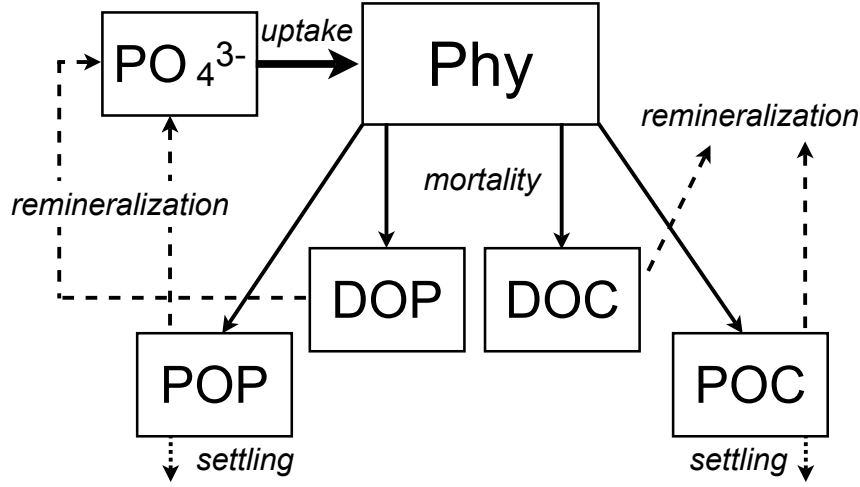 uptake
PO₄³⁻
Phy
remineralization
mortality
remineralization
DOP
DOC
POP
POC
settling
settling